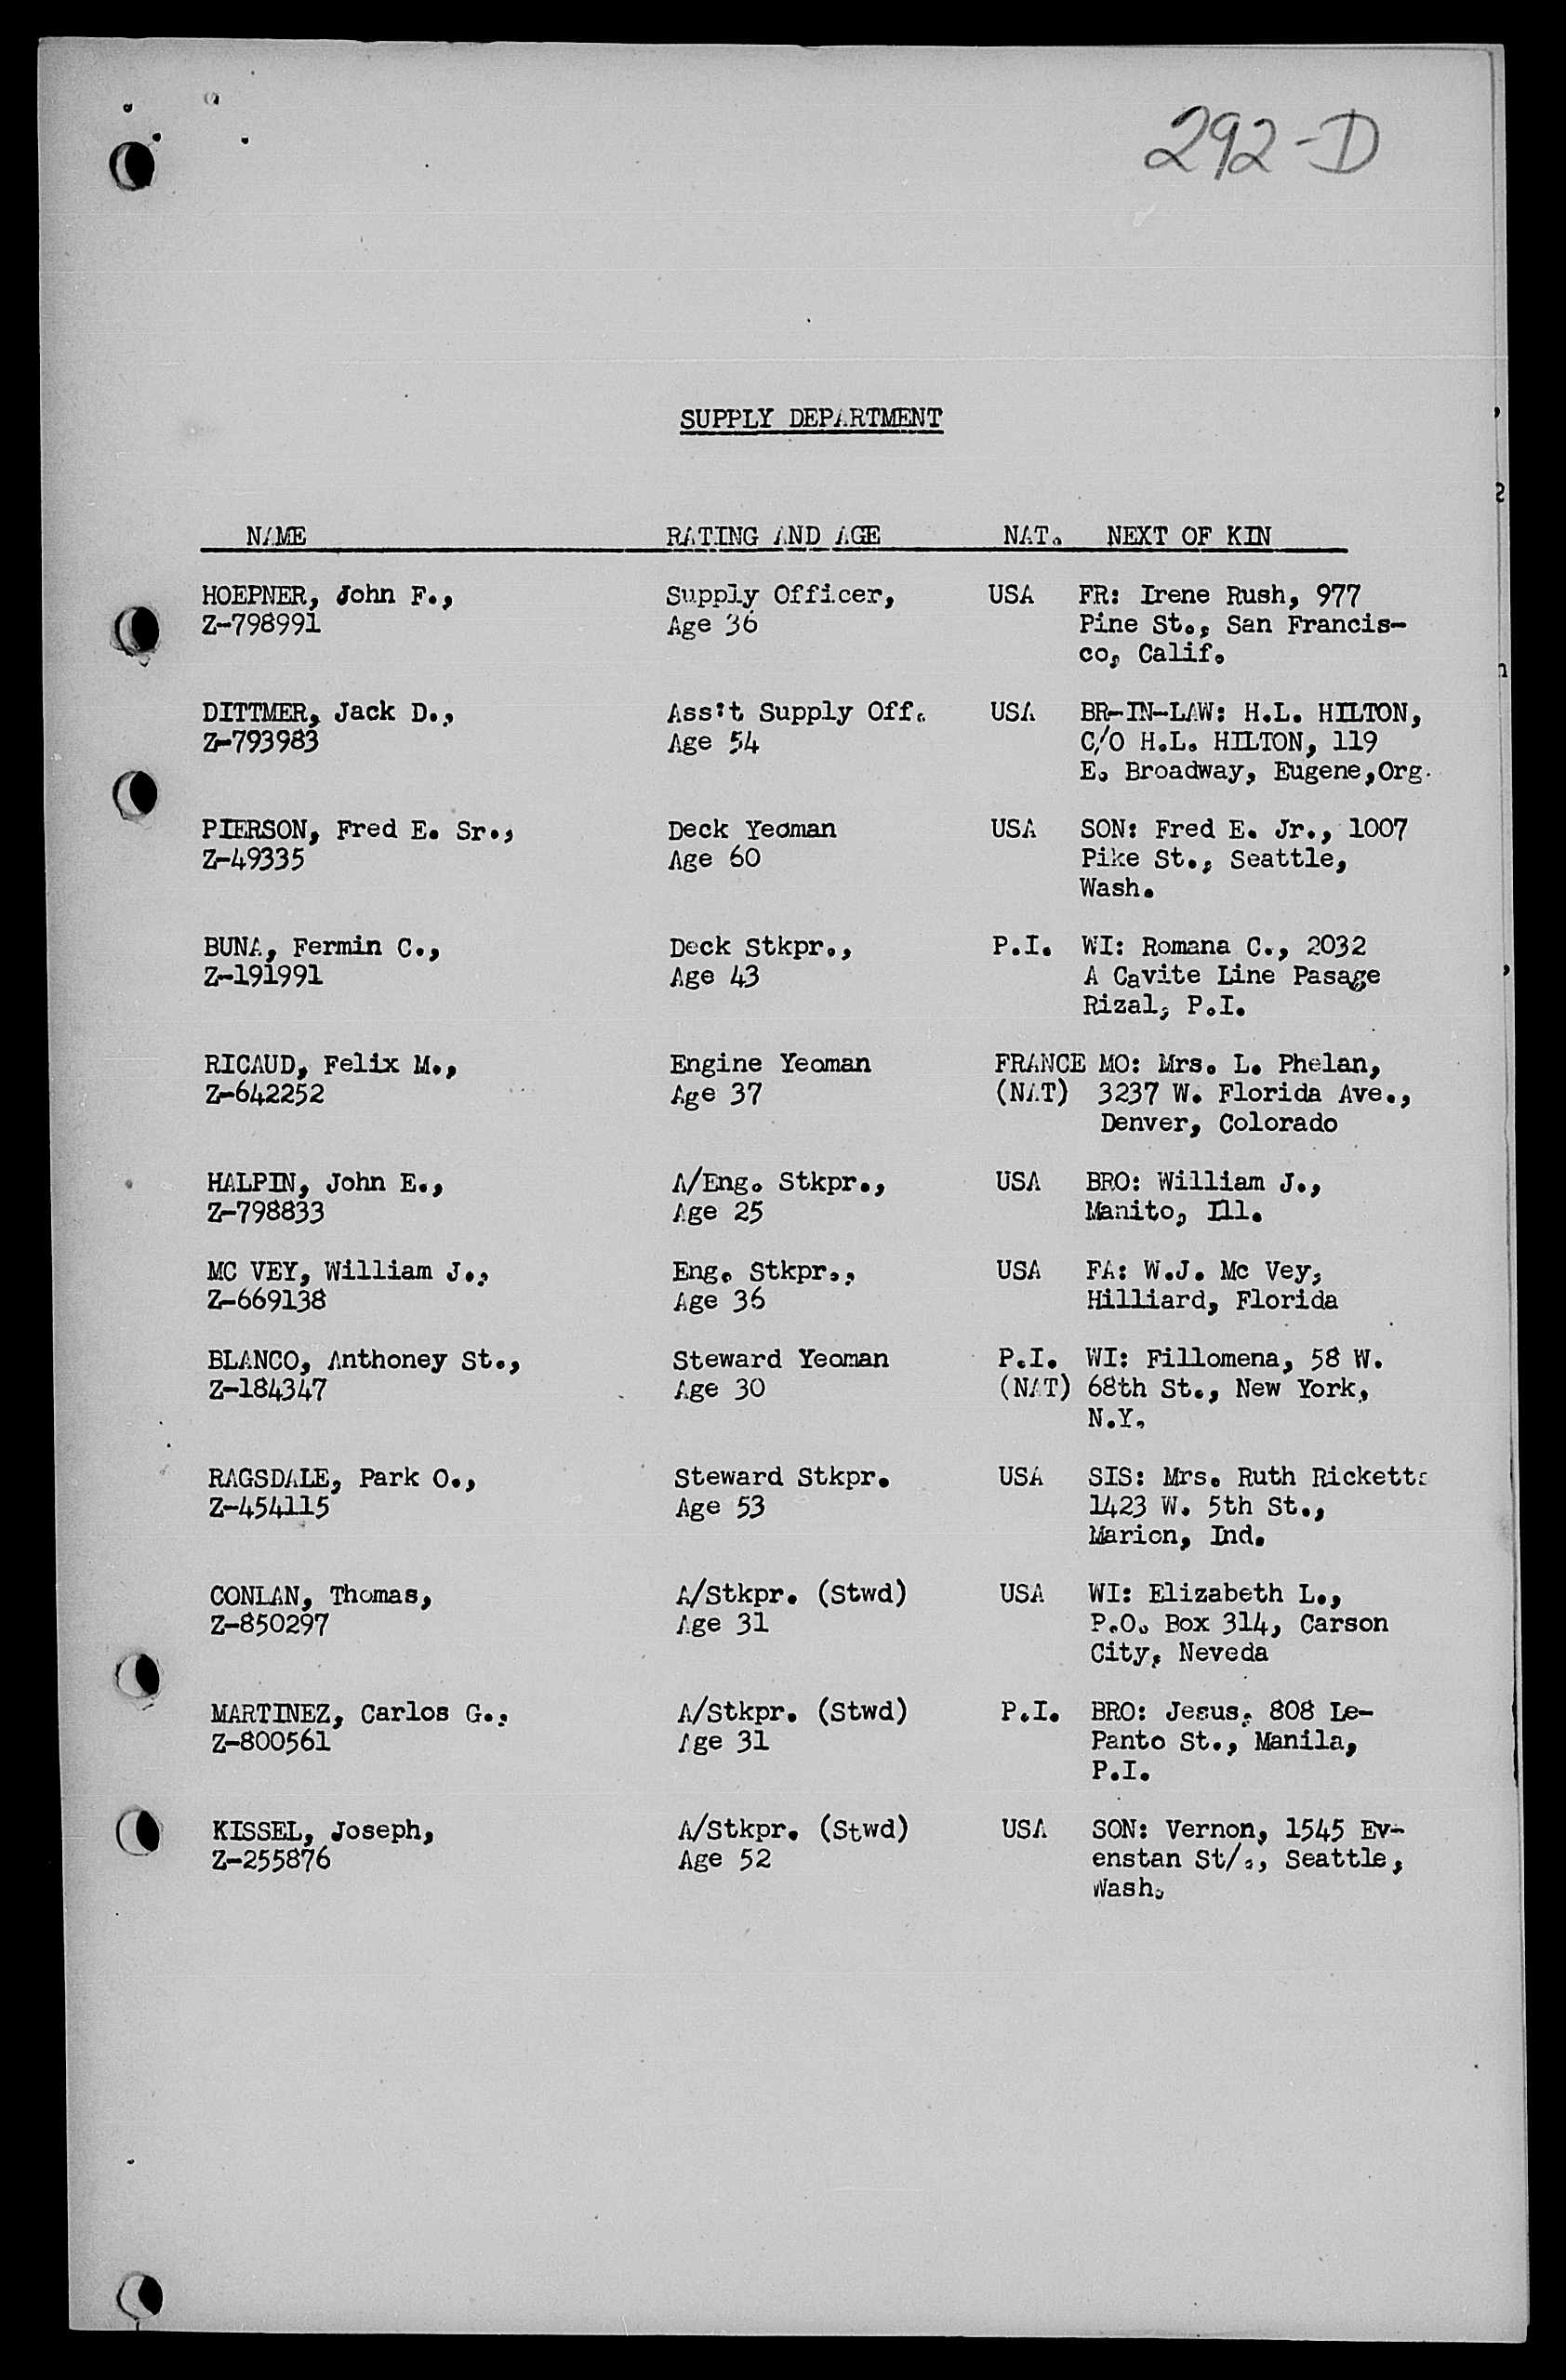 292-D
SUPPLY DEPARTMENT
NAME RATING AND AGE NAT. NEXT OF KIN
HOEPNER, John F., Supply Officer, USA FR: Irene Rush, 977
Z-798991 Age 36 Pine St., San Francis-
co, Calif.
DITTMER, Jack D., Ass't Supply Off. USA BR-IN-LAW: H.L. HILTON,
Z-793983 Age 54 C/O H.L. HILTON, 119
E. Broadway, Eugene,Org.
PIERSON, Fred E. Sr., Deck Yeoman USA SON: Fred E. Jr., 1007
Z-49335 Age 60 Pike St., Seattle,
Wash.
BUNA, Fermin C., Deck Stkpr., P.I. WI: Romana C., 2032
Z-191991 Age 43 A Cavite Line Pasage
Rizal, P.I.
RICAUD, Felix M., Engine Yeoman FRANCE MO: Mrs. L. Phelan,
Z-642252 Age 37 (NAT) 3237 W. Florida Ave.,
Denver, Colorado
HALPIN, John E., A/Eng. Stkpr., USA BRO: William J.,
Z-798833 Age 25 Manito, Ill.
MC VEY, William J., Eng. Stkpr., USA FA: W.J. Mc Vey,
Z-669138 Age 36 Hilliard, Florida
BLANCO, Anthoney St., Steward Yeoman P.I. WI: Fillomena, 58 W.
Z-184347 Age 30 (NAT) 68th St., New York,
N.Y.
RAGSDALE, Park O., Steward Stkpr. USA SIS: Mrs. Ruth Ricketts
Z-454115 Age 53 1423 W. 5th St.,
Marion, Ind.
CONLAN, Thomas, A/Stkpr. (Stwd) USA WI: Elizabeth L.,
Z-850297 Age 31 P.O. Box 314, Carson
City, Neveda
MARTINEZ, Carlos G., A/Stkpr. (Stwd) P.I. BRO: Jesus, 808 Le-
Z-800561 Age 31 Panto St., Manila,
P.I.
KISSEL, Joseph, A/Stkpr. (Stwd) USA SON: Vernon, 1545 Ev-
Z-255876 Age 52 enstan St/., Seattle,
Wash.